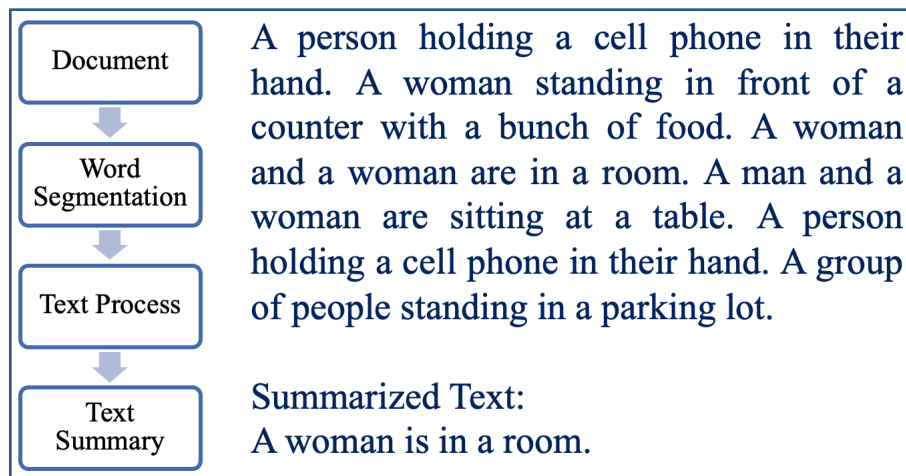 Document
Word
Segmentation
Text Process
Text
Summary
A person holding a cell phone in their
hand. A woman standing in front of a
counter with a bunch of food. A woman
and a woman are in a room. A man and a
woman are sitting at a table. A person
holding a cell phone in their hand. A group
of people standing in a parking lot.
Summarized Text:
A woman is in a room.